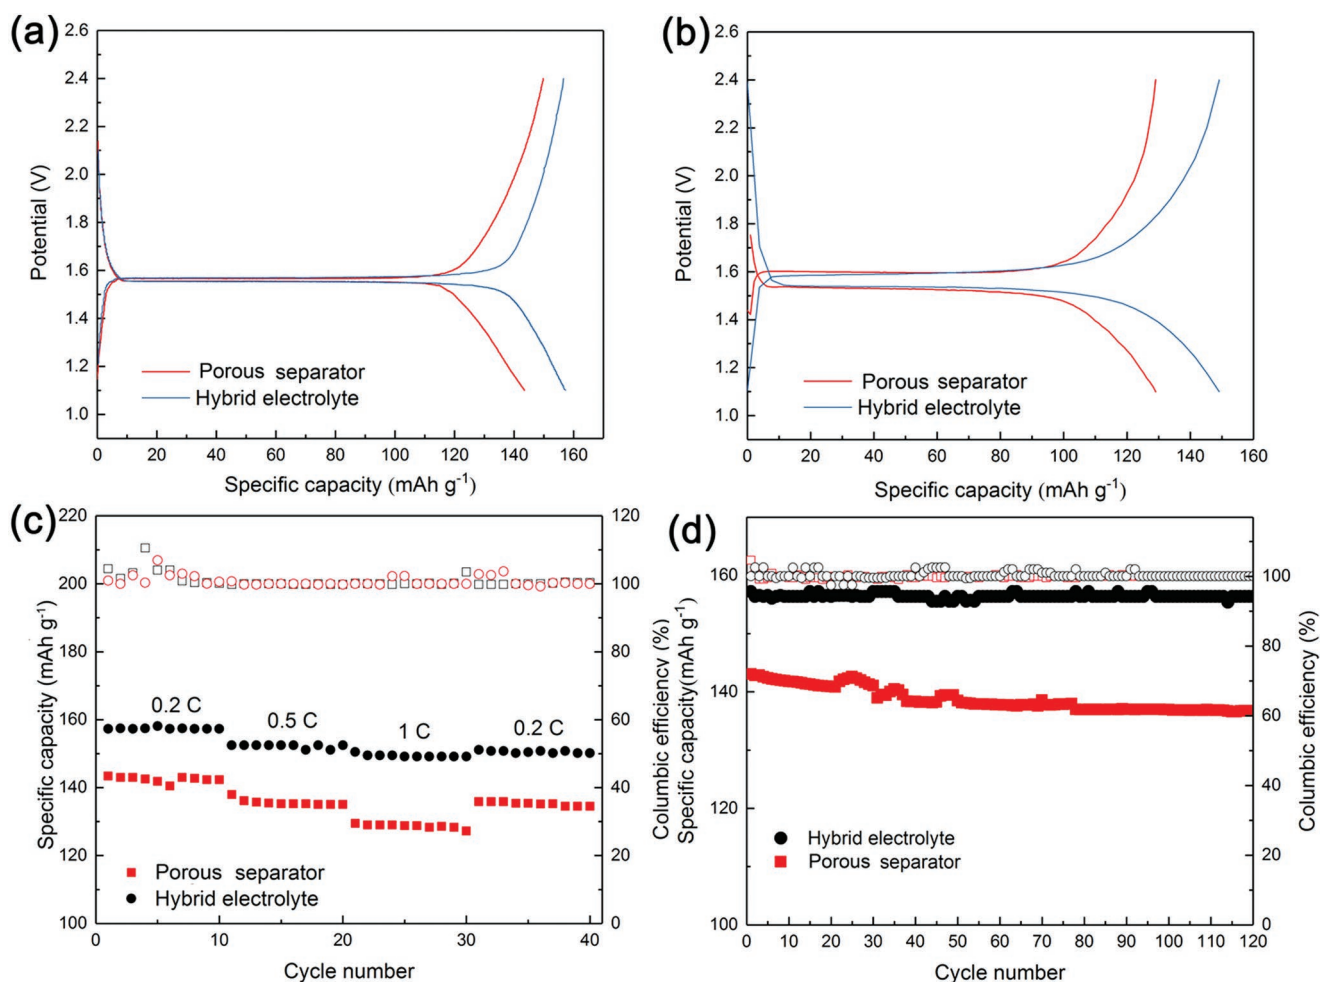 (a)
2.6
2.4
2.2
2.0
1.8
1.6
1.4
1.2
1.0
Potential (V)
Porous separator
Hybrid electrolyte
0 20 40 60 80 100 120 140 160
Specific capacity (mAh g⁻¹)
(b)
2.6
2.4
2.2
2.0
1.8
1.6
1.4
1.2
1.0
Potential (V)
Porous separator
Hybrid electrolyte
0 20 40 60 80 100 120 140 160
Specific capacity (mAh g⁻¹)
(c)
220
200
180
160
140
120
100
Specific capacity (mAh g⁻¹)
0.2 C
0.5 C
1 C
0.2 C
Porous separator
Hybrid electrolyte
120
100
80
60
40
20
0
Columbic efficiency (%)
0 10 20 30 40
Cycle number
(d)
160
140
120
100
Specific capacity(mAh g⁻¹)
Hybrid electrolyte
Porous separator
100
80
60
40
20
0
Columbic efficiency (%)
0 10 20 30 40 50 60 70 80 90 100 110 120
Cycle number